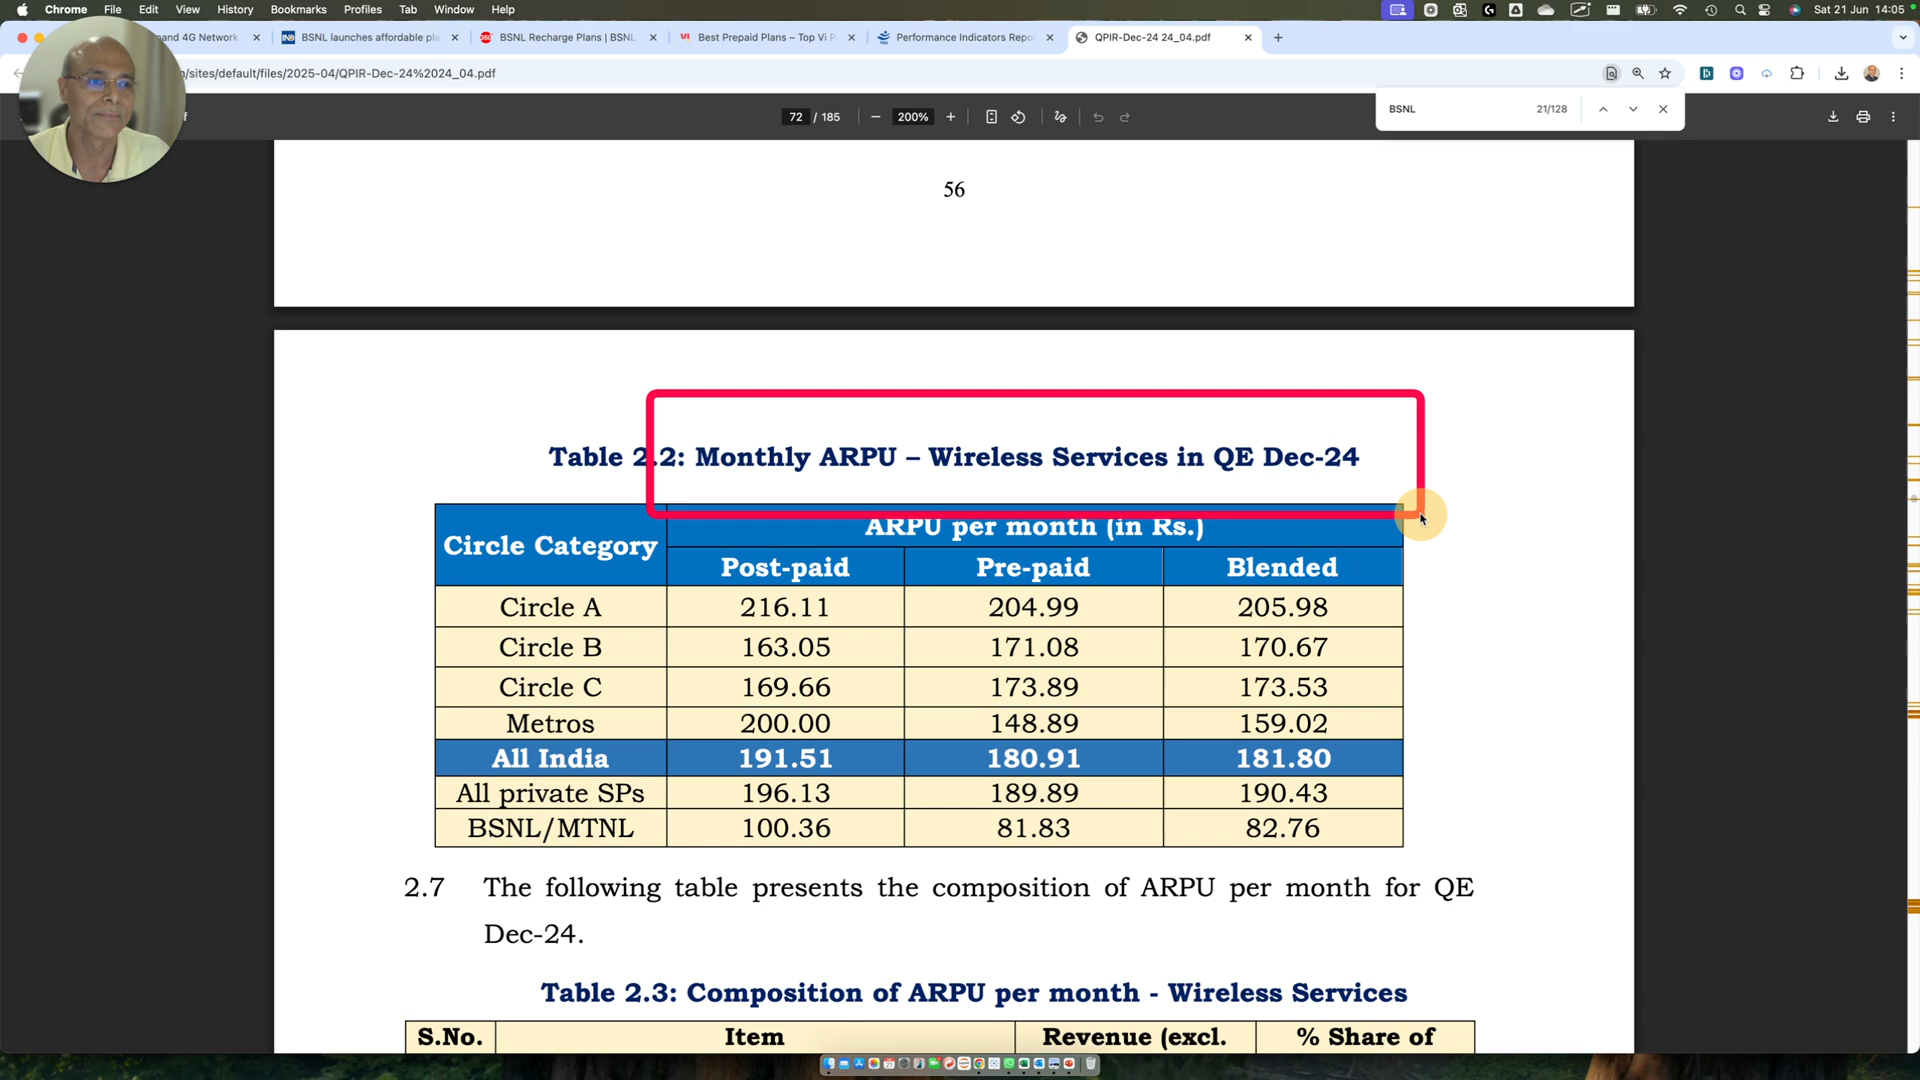 Chrome File Edit View History Bookmarks Profiles Tab Window Help Sat 21 Jun 14:05
and 4G Network BSNL launches affordable pla BSNL Recharge Plans | BSNL Best Prepaid Plans – Top Vi P Performance Indicators Repo QPIR-Dec-24 24_04.pdf
/sites/default/files/2025-04/QPIR-Dec-24%2024_04.pdf
BSNL 21/128
72 / 185 200%
56
Table 2.2: Monthly ARPU – Wireless Services in QE Dec-24
Circle Category ARPU per month (in Rs.)
Post-paid Pre-paid Blended
Circle A 216.11 204.99 205.98
Circle B 163.05 171.08 170.67
Circle C 169.66 173.89 173.53
Metros 200.00 148.89 159.02
All India 191.51 180.91 181.80
All private SPs 196.13 189.89 190.43
BSNL/MTNL 100.36 81.83 82.76
2.7 The following table presents the composition of ARPU per month for QE
Dec-24.
Table 2.3: Composition of ARPU per month - Wireless Services
S.No. Item Revenue (excl. % Share of